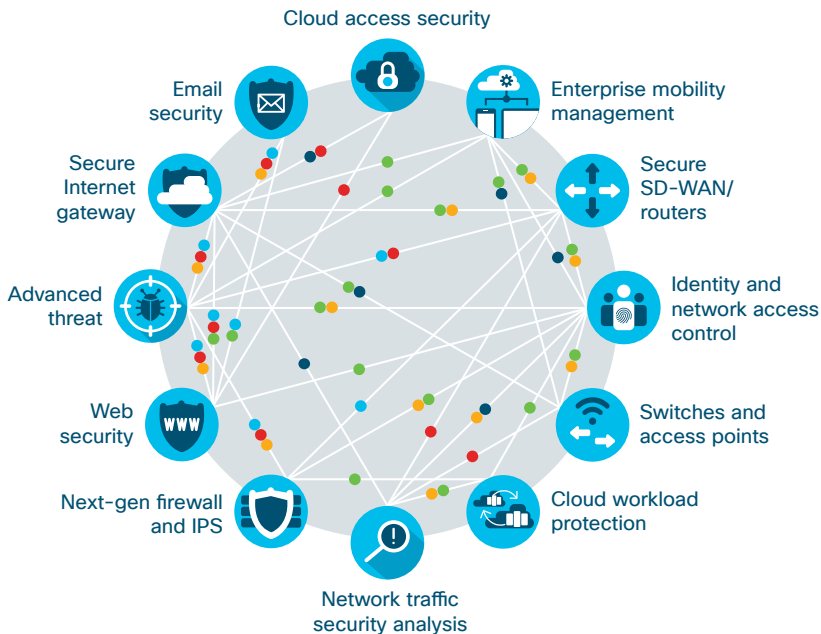 Cloud access security
Email
security
Enterprise mobility
management
Secure
Internet
gateway
Secure
SD-WAN/
routers
Advanced
threat
Identity and
network access
control
Web
security
WWW
Switches and
access points
Next-gen firewall
and IPS
Cloud workload
protection
!
Network traffic
security analysis